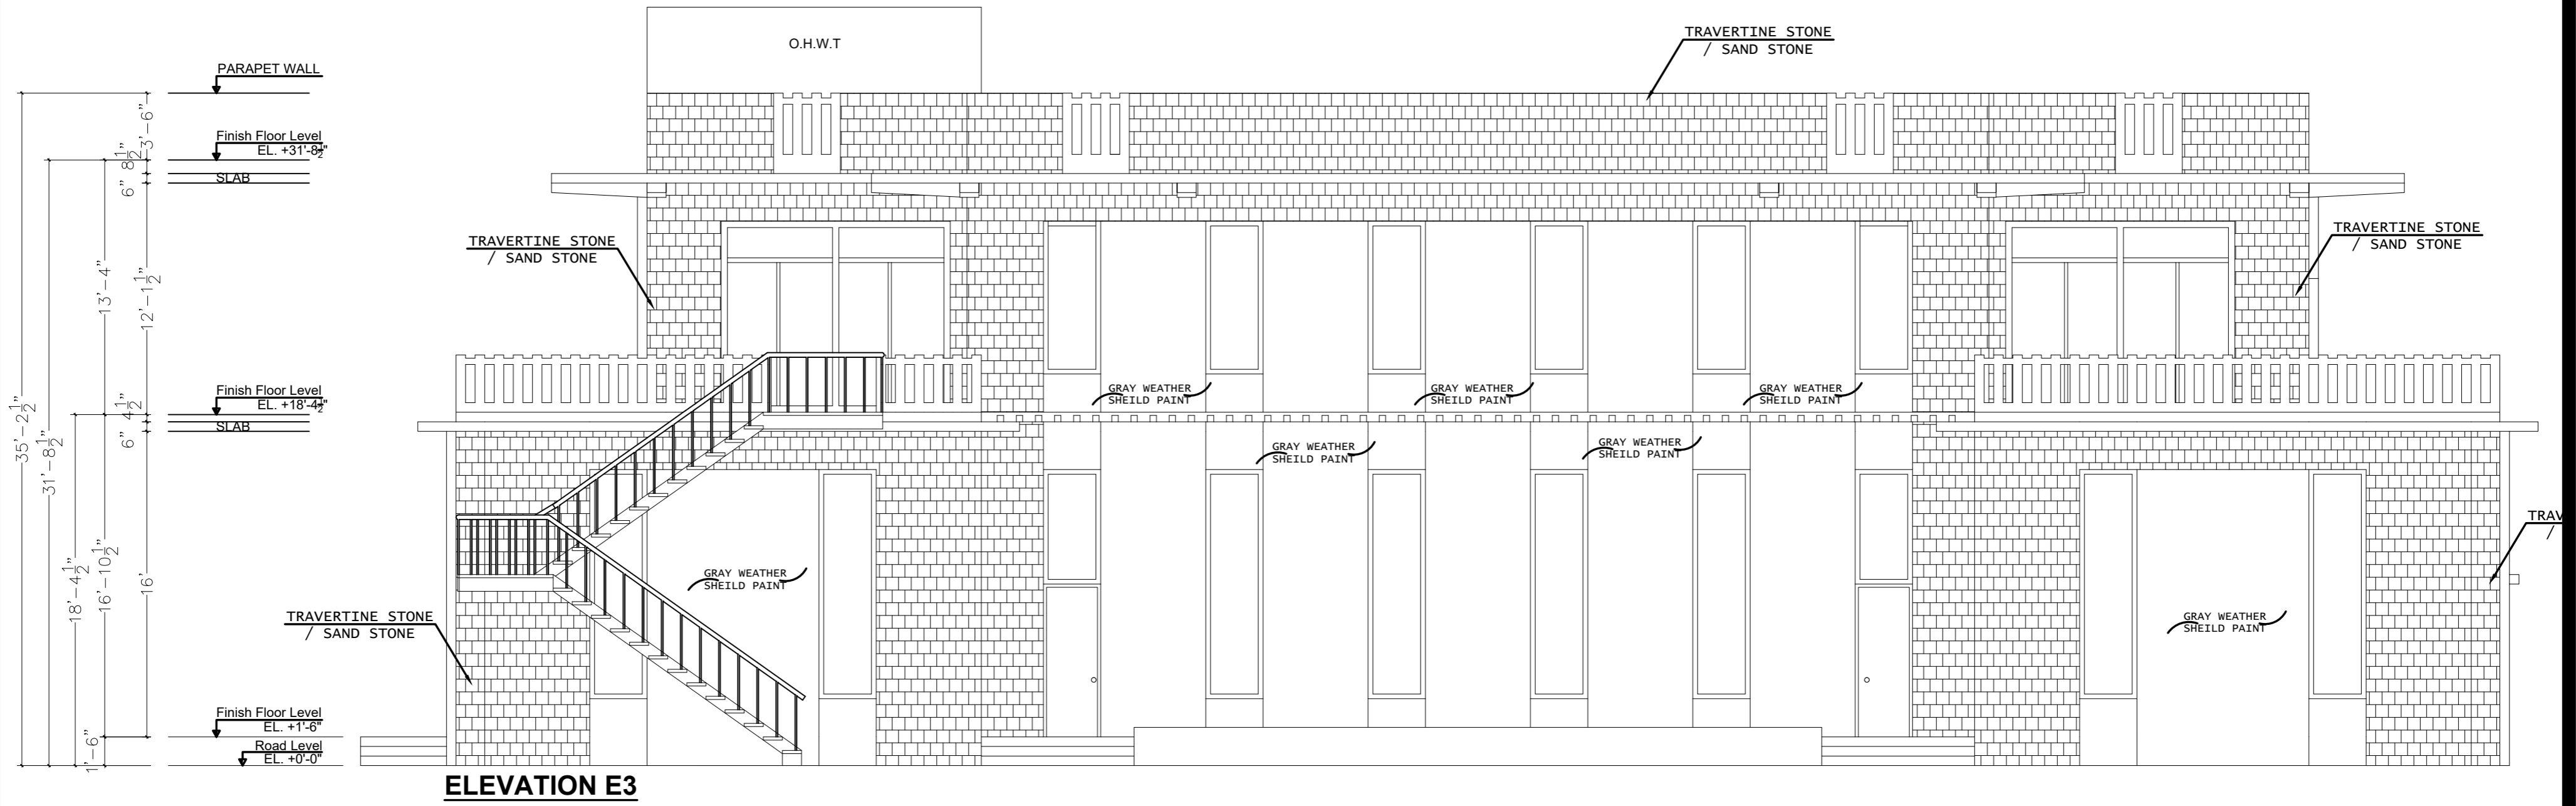 O.H.W.T
TRAVERTINE STONE
/ SAND STONE
PARAPET WALL
3'-6"
Finish Floor Level
EL. +31'-8½"
8½"
SLAB
6"
TRAVERTINE STONE
/ SAND STONE
TRAVERTINE STONE
/ SAND STONE
13'-4"
12'-1½"
Finish Floor Level
EL. +18'-4½"
4½"
SLAB
6"
35'-2½"
31'-8½"
18'-4½"
16'-10½"
16'
GRAY WEATHER
SHEILD PAINT
GRAY WEATHER
SHEILD PAINT
GRAY WEATHER
SHEILD PAINT
GRAY WEATHER
SHEILD PAINT
GRAY WEATHER
SHEILD PAINT
TRAV
/
GRAY WEATHER
SHEILD PAINT
TRAVERTINE STONE
/ SAND STONE
GRAY WEATHER
SHEILD PAINT
Finish Floor Level
EL. +1'-6"
Road Level
EL. +0'-0"
1'-6"
ELEVATION E3